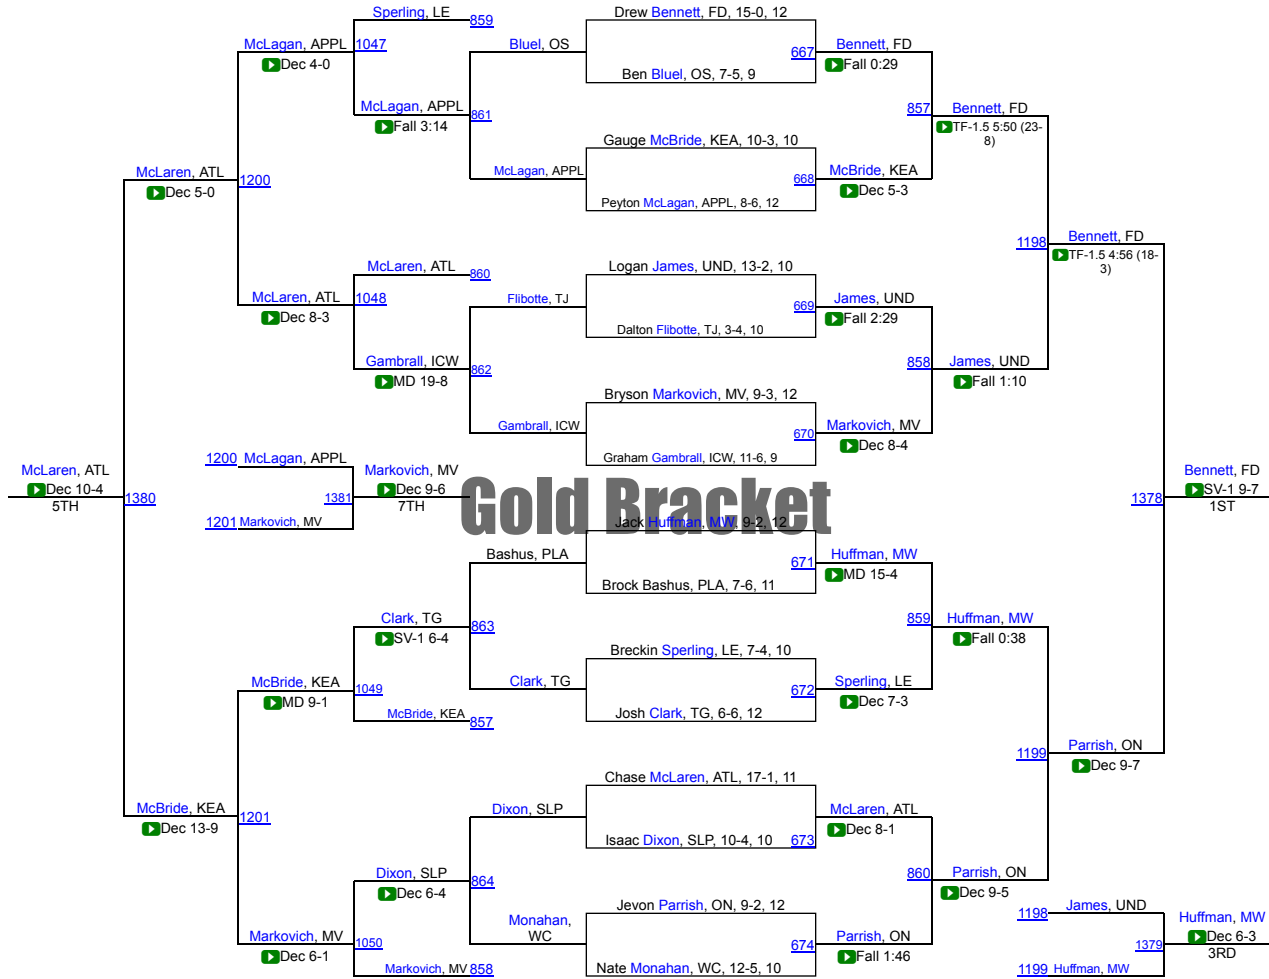 Sperling, LE
859
Drew Bennett, FD, 15-0, 12
McLagan, APPL
1047
Bluel, OS
667
Bennett, FD
Dec 4-0
Fall 0:29
Ben Bluel, OS, 7-5, 9
McLagan, APPL
861
857
Bennett, FD
Fall 3:14
TF-1.5 5:50 (23-
8)
Gauge McBride, KEA, 10-3, 10
McLaren, ATL
1200
McLagan, APPL
668
McBride, KEA
Dec 5-0
Dec 5-3
Peyton McLagan, APPL, 8-6, 12
1198
Bennett, FD
TF-1.5 4:56 (18-
3)
McLaren, ATL
860
Logan James, UND, 13-2, 10
McLaren, ATL
1048
Flibotte, TJ
669
James, UND
Dec 8-3
Fall 2:29
Dalton Flibotte, TJ, 3-4, 10
Gambrall, ICW
862
858
James, UND
MD 19-8
Fall 1:10
Bryson Markovich, MV, 9-3, 12
Gambrall, ICW
670
Markovich, MV
Dec 8-4
Graham Gambrall, ICW, 11-6, 9
1200
McLagan, APPL
McLaren, ATL
Markovich, MV
Bennett, FD
Dec 10-4
1380
1381
Dec 9-6
1378
SV-1 9-7
5TH
7TH
1ST
Gold Bracket
1201
Markovich, MV
Jack Huffman, MW, 9-2, 12
Bashus, PLA
671
Huffman, MW
MD 15-4
Brock Bashus, PLA, 7-6, 11
Clark, TG
863
859
Huffman, MW
SV-1 6-4
Fall 0:38
Breckin Sperling, LE, 7-4, 10
McBride, KEA
1049
Clark, TG
672
Sperling, LE
MD 9-1
Dec 7-3
McBride, KEA
857
Josh Clark, TG, 6-6, 12
1199
Parrish, ON
Dec 9-7
Chase McLaren, ATL, 17-1, 11
McBride, KEA
1201
Dixon, SLP
McLaren, ATL
Dec 13-9
Dec 8-1
Isaac Dixon, SLP, 10-4, 10
673
Dixon, SLP
864
860
Parrish, ON
Dec 6-4
Dec 9-5
Jevon Parrish, ON, 9-2, 12
1198
James, UND
Monahan,
WC
Huffman, MW
Markovich, MV
1050
674
Parrish, ON
1379
Dec 6-3
Dec 6-1
Fall 1:46
3RD
Markovich, MV
858
Nate Monahan, WC, 12-5, 10
1199
Huffman, MW